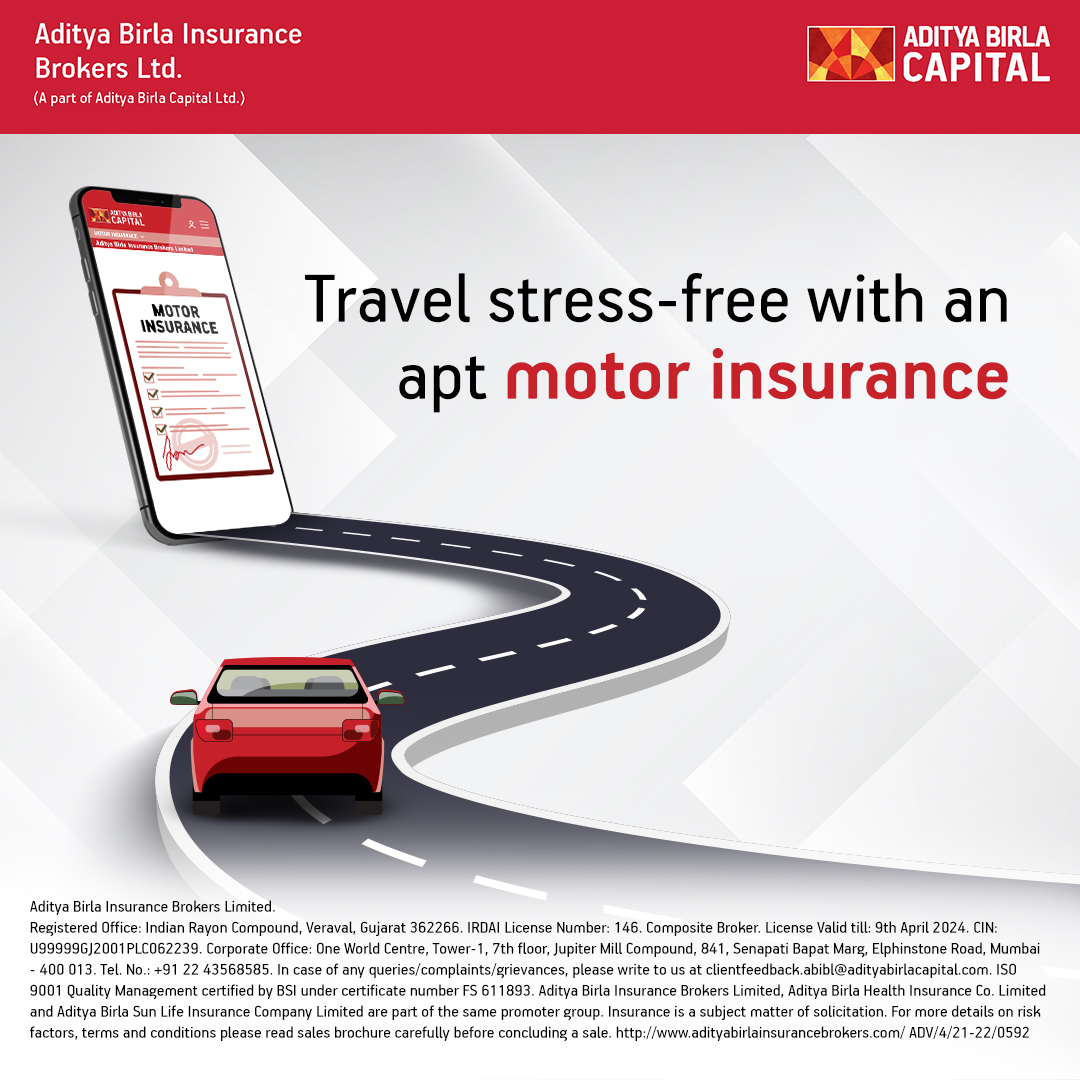 Aditya Birla Insurance
Brokers Ltd.
(A part of Aditya Birla Capital Ltd.)
ADITYA BIRLA
CAPITAL
ADITYA BIRLA
CAPITAL
MOTOR INSURANCE
Aditya Birla Insurance Brokers Limited
MOTOR
INSURANCE
Travel stress-free with an
apt motor insurance
Aditya Birla Insurance Brokers Limited.
Registered Office: Indian Rayon Compound, Veraval, Gujarat 362266. IRDAI License Number: 146. Composite Broker. License Valid till: 9th April 2024. CIN:
U99999GJ2001PLC062239. Corporate Office: One World Centre, Tower-1, 7th floor, Jupiter Mill Compound, 841, Senapati Bapat Marg, Elphinstone Road, Mumbai
- 400 013. Tel. No.: +91 22 43568585. In case of any queries/complaints/grievances, please write to us at clientfeedback.abibl@adityabirlacapital.com. ISO
9001 Quality Management certified by BSI under certificate number FS 611893. Aditya Birla Insurance Brokers Limited, Aditya Birla Health Insurance Co. Limited
and Aditya Birla Sun Life Insurance Company Limited are part of the same promoter group. Insurance is a subject matter of solicitation. For more details on risk
factors, terms and conditions please read sales brochure carefully before concluding a sale. http://www.adityabirlainsurancebrokers.com/ ADV/4/21-22/0592